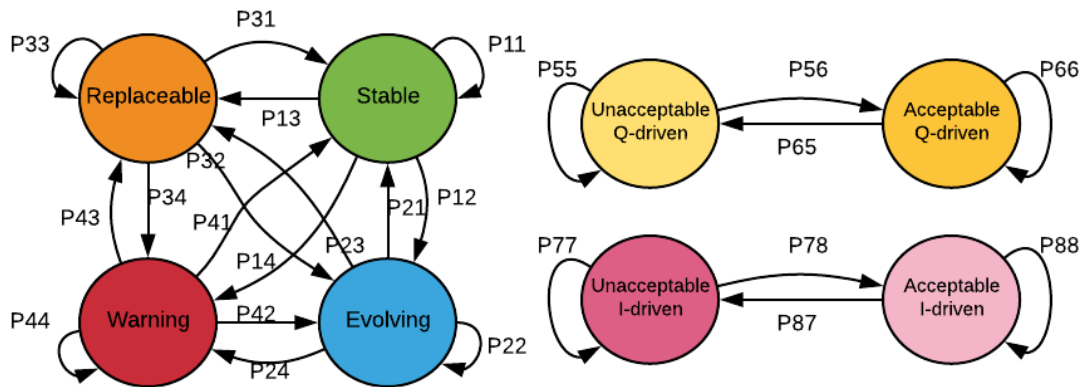 P31
P33
P11
Replaceable
Stable
P13
P32
P34
P12
P43
P41
P21
P23
P14
P44
Warning
P42
Evolving
P22
P24
P55
P56
P66
Unacceptable
Q-driven
Acceptable
Q-driven
P65
P77
P78
P88
Unacceptable
I-driven
Acceptable
I-driven
P87